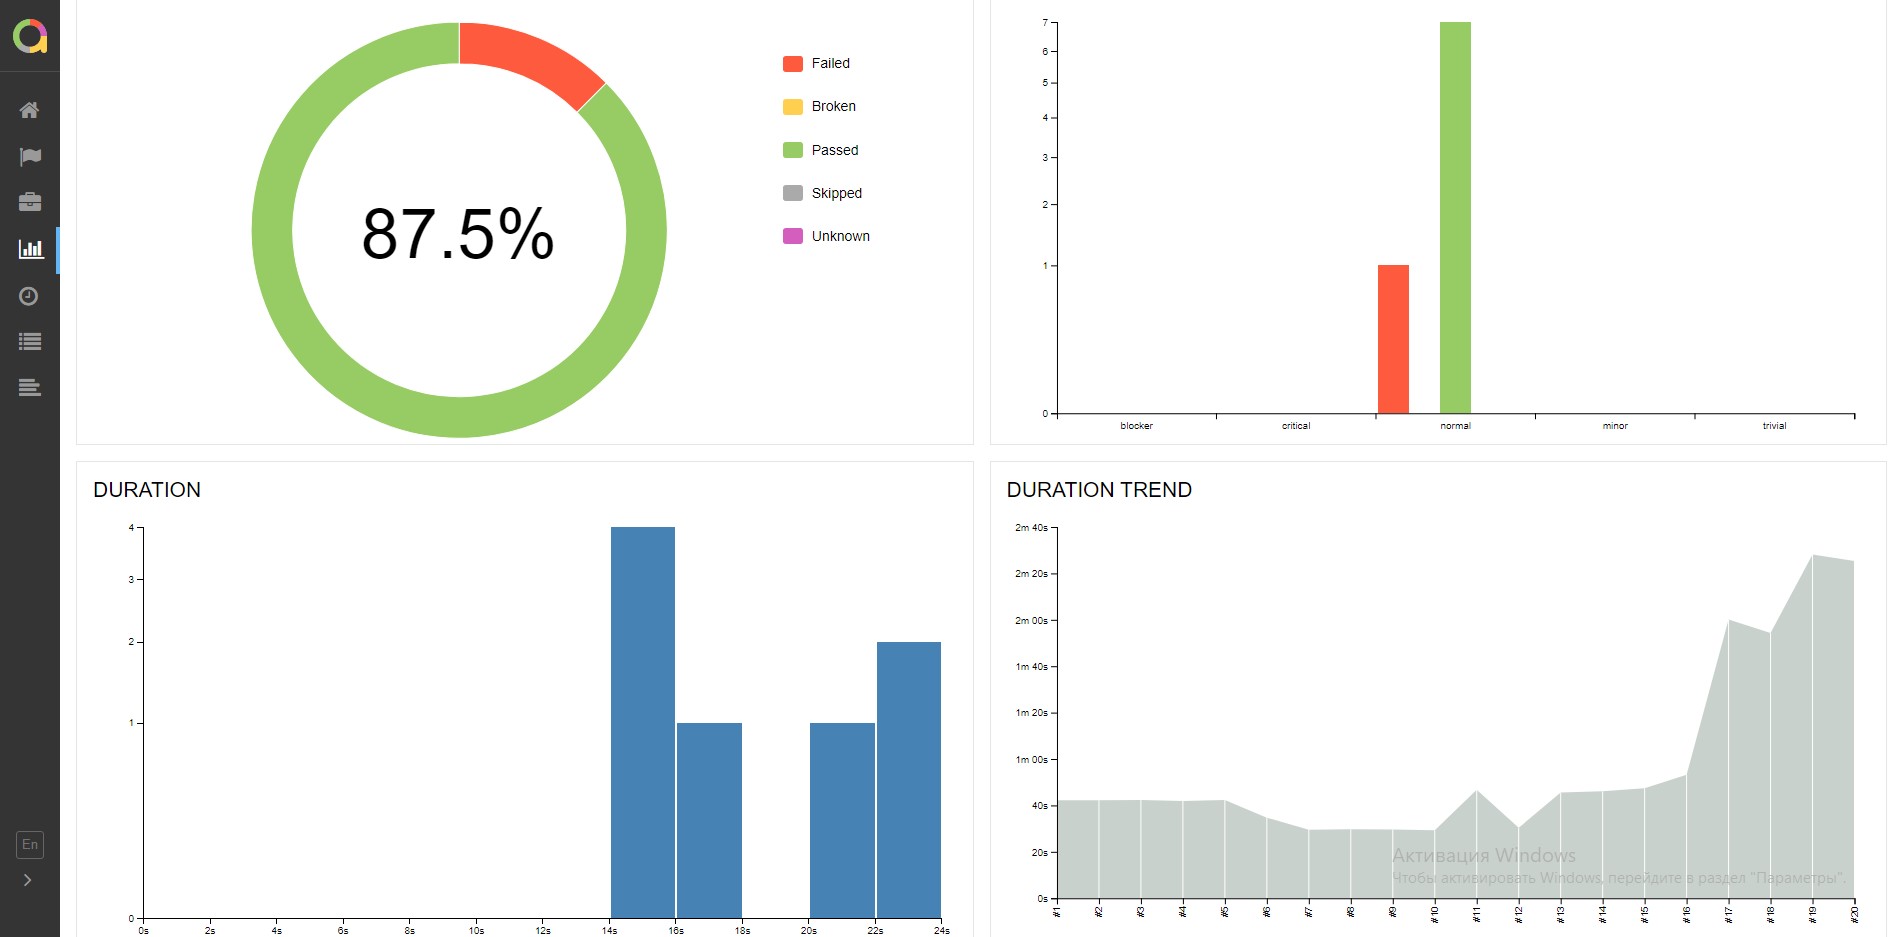 87.5%
Failed
Broken
Passed
Skipped
Unknown
7
6
5
4
3
2
1
0
blocker critical normal minor trivial
DURATION
4
3
2
1
0
0s 2s 4s 6s 8s 10s 12s 14s 16s 18s 20s 22s 24s
DURATION TREND
2m 40s
2m 20s
2m 00s
1m 40s
1m 20s
1m 00s
40s
20s
0s
#1 #2 #3 #4 #5 #6 #7 #8 #9 #10 #11 #12 #13 #14 #15 #16 #17 #18 #19 #20
Активация Windows
Чтобы активировать Windows, перейдите в раздел "Параметры".
En